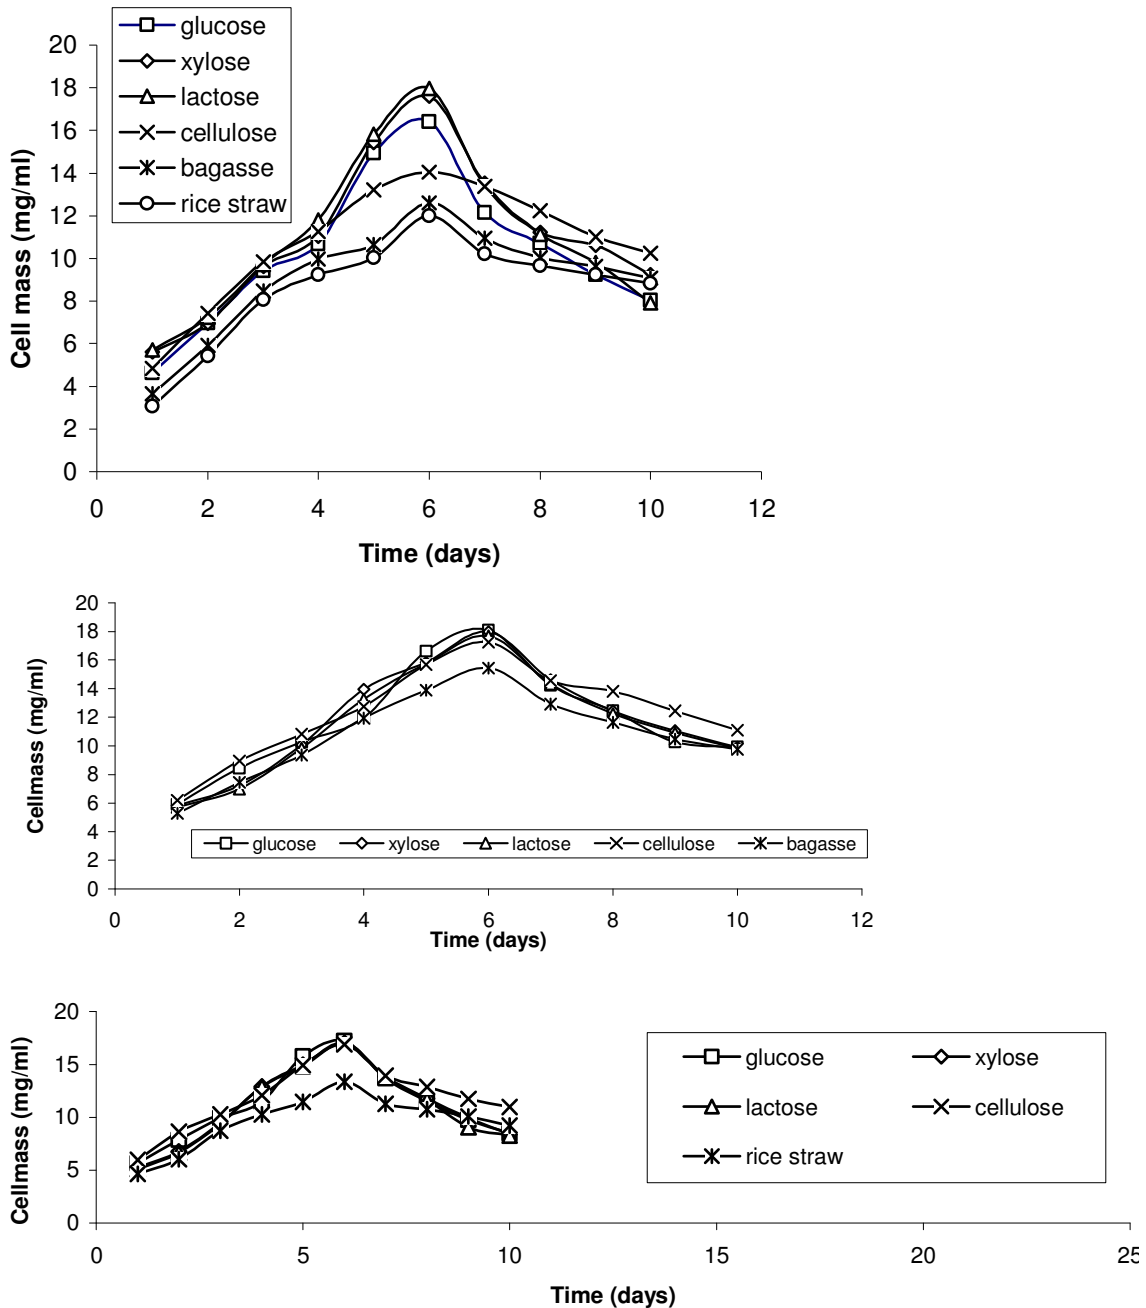 glucose
xylose
lactose
cellulose
bagasse
rice straw
20
18
16
14
12
10
8
6
4
2
0
Cell mass (mg/ml)
0 2 4 6 8 10 12
Time (days)
20
18
16
14
12
10
8
6
4
2
0
Cellmass (mg/ml)
glucose xylose lactose cellulose bagasse
0 2 4 6 8 10 12
Time (days)
20
15
10
5
0
Cellmass (mg/ml)
glucose xylose
lactose cellulose
rice straw
0 5 10 15 20 25
Time (days)